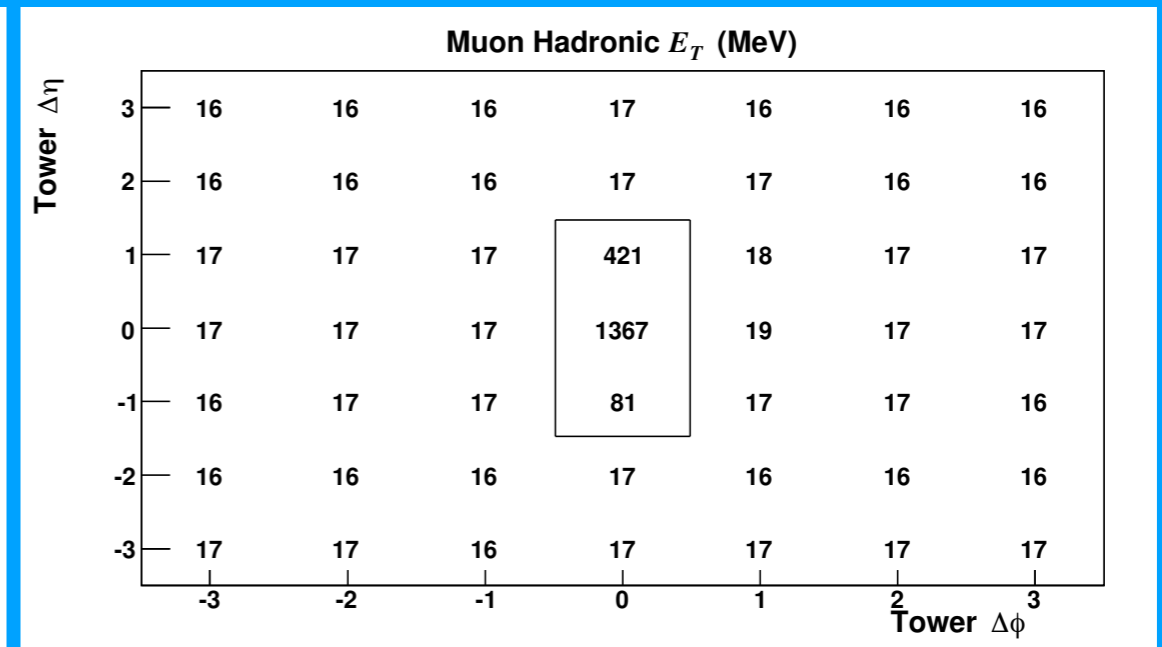 Muon Hadronic E_T (MeV)
Tower Δη
3 16 16 16 17 16 16 16
2 16 16 16 17 17 16 16
1 17 17 17 421 18 17 17
0 17 17 17 1367 19 17 17
-1 16 17 17 81 17 17 16
-2 16 16 16 17 16 16 16
-3 17 17 16 17 17 17 17
-3 -2 -1 0 1 2 3
Tower Δϕ